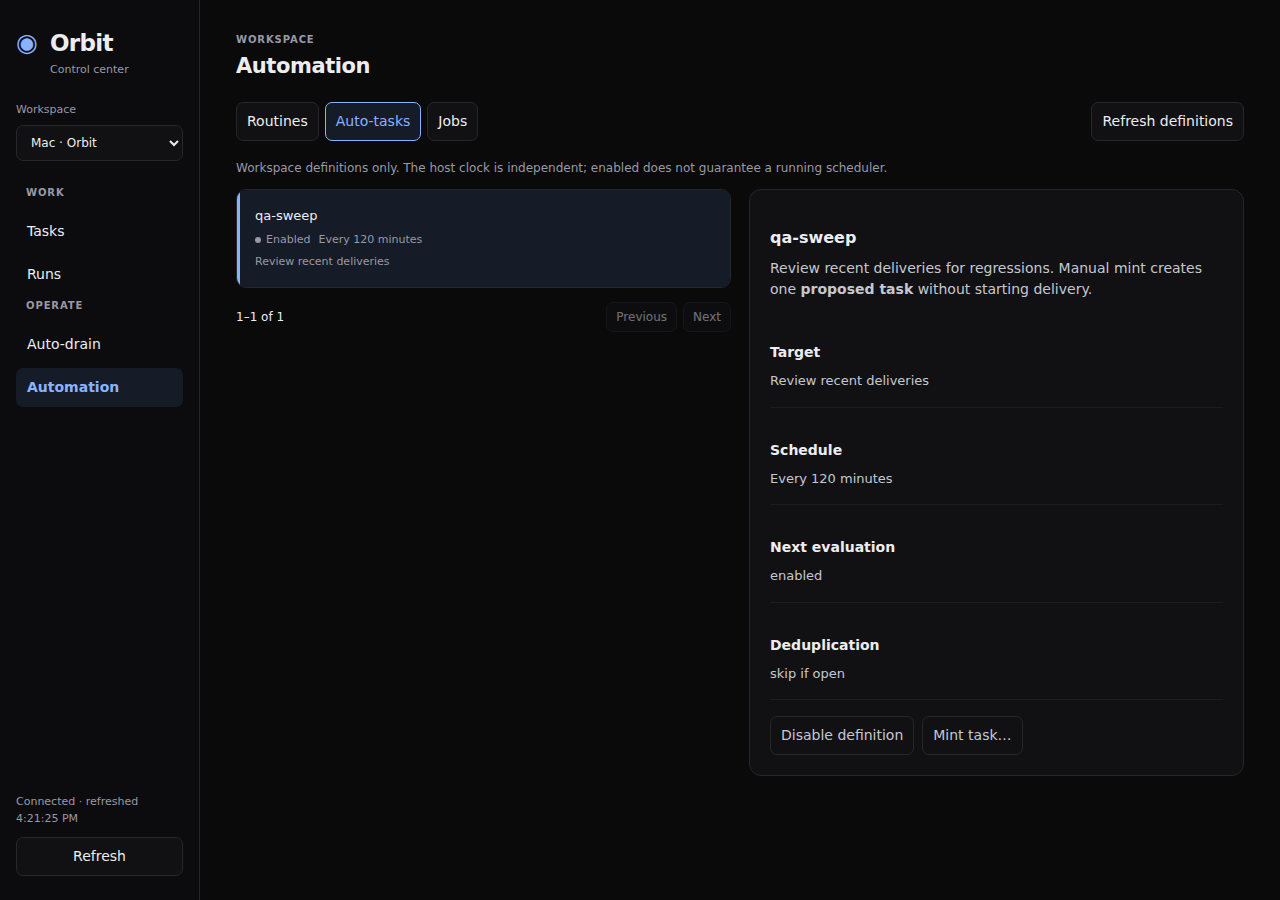 Orbit
Control center
Workspace
Mac · Orbit
WORK
Tasks
Runs
OPERATE
Auto-drain
Automation
Connected · refreshed
4:21:25 PM
Refresh
WORKSPACE
Automation
Routines
Auto-tasks
Jobs
Refresh definitions
Workspace definitions only. The host clock is independent; enabled does not guarantee a running scheduler.
qa-sweep
Enabled Every 120 minutes
Review recent deliveries
1–1 of 1
Previous
Next
qa-sweep
Review recent deliveries for regressions. Manual mint creates
one proposed task without starting delivery.
Target
Review recent deliveries
Schedule
Every 120 minutes
Next evaluation
enabled
Deduplication
skip if open
Disable definition
Mint task…